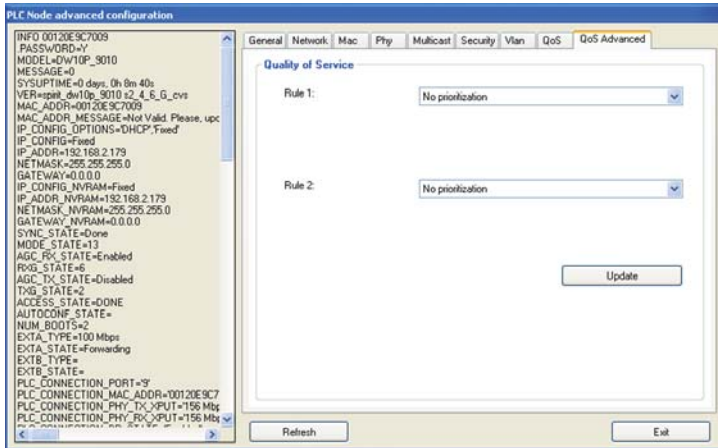 PLC Node advanced configuration
INFO 00120E9C7009
.PASSWORD=Y
MODEL=DW10P_9010
MESSAGE=0
SYSUPTIME=0 days, 0h 8m 40s
VER=spirit_dw10p_9010 s2_4_6_G_cvs
MAC_ADDR=00120E9C7009
MAC_ADDR_MESSAGE=Not Valid. Please, upc
IP_CONFIG_OPTIONS='DHCP','Fixed'
IP_CONFIG=Fixed
IP_ADDR=192.168.2.179
NETMASK=255.255.255.0
GATEWAY=0.0.0.0
IP_CONFIG_NVRAM=Fixed
IP_ADDR_NVRAM=192.168.2.179
NETMASK_NVRAM=255.255.255.0
GATEWAY_NVRAM=0.0.0.0
SYNC_STATE=Done
MODE_STATE=13
AGC_RX_STATE=Enabled
RXG_STATE=6
AGC_TX_STATE=Disabled
TXG_STATE=2
ACCESS_STATE=DONE
AUTOCONF_STATE=
NUM_BOOTS=2
EXTA_TYPE=100 Mbps
EXTA_STATE=Forwarding
EXTB_TYPE=
EXTB_STATE=
PLC_CONNECTION_PORT='9'
PLC_CONNECTION_MAC_ADDR='00120E9C7
PLC_CONNECTION_PHY_TX_XPUT='156 Mbp
PLC_CONNECTION_PHY_RX_XPUT='156 Mbp
General Network Mac Phy Multicast Security Vlan QoS QoS Advanced
Quality of Service
Rule 1: No prioritization
Rule 2: No prioritization
Update
Refresh Exit